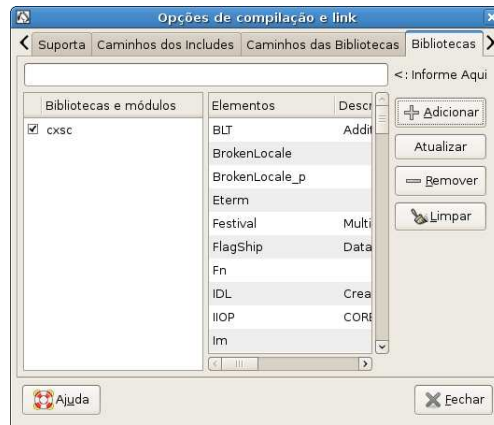 Opções de compilação e link
Suporta Caminhos dos Includes Caminhos das Bibliotecas Bibliotecas
<: Informe Aqui
Bibliotecas e módulos
cxsc
Elementos Descr
BLT Addit
BrokenLocale
BrokenLocale_p
Eterm
Festival Multi
FlagShip Data
Fn
IDL Crea
IIOP CORE
Im
Adicionar
Atualizar
Remover
Limpar
Ajuda
Fechar